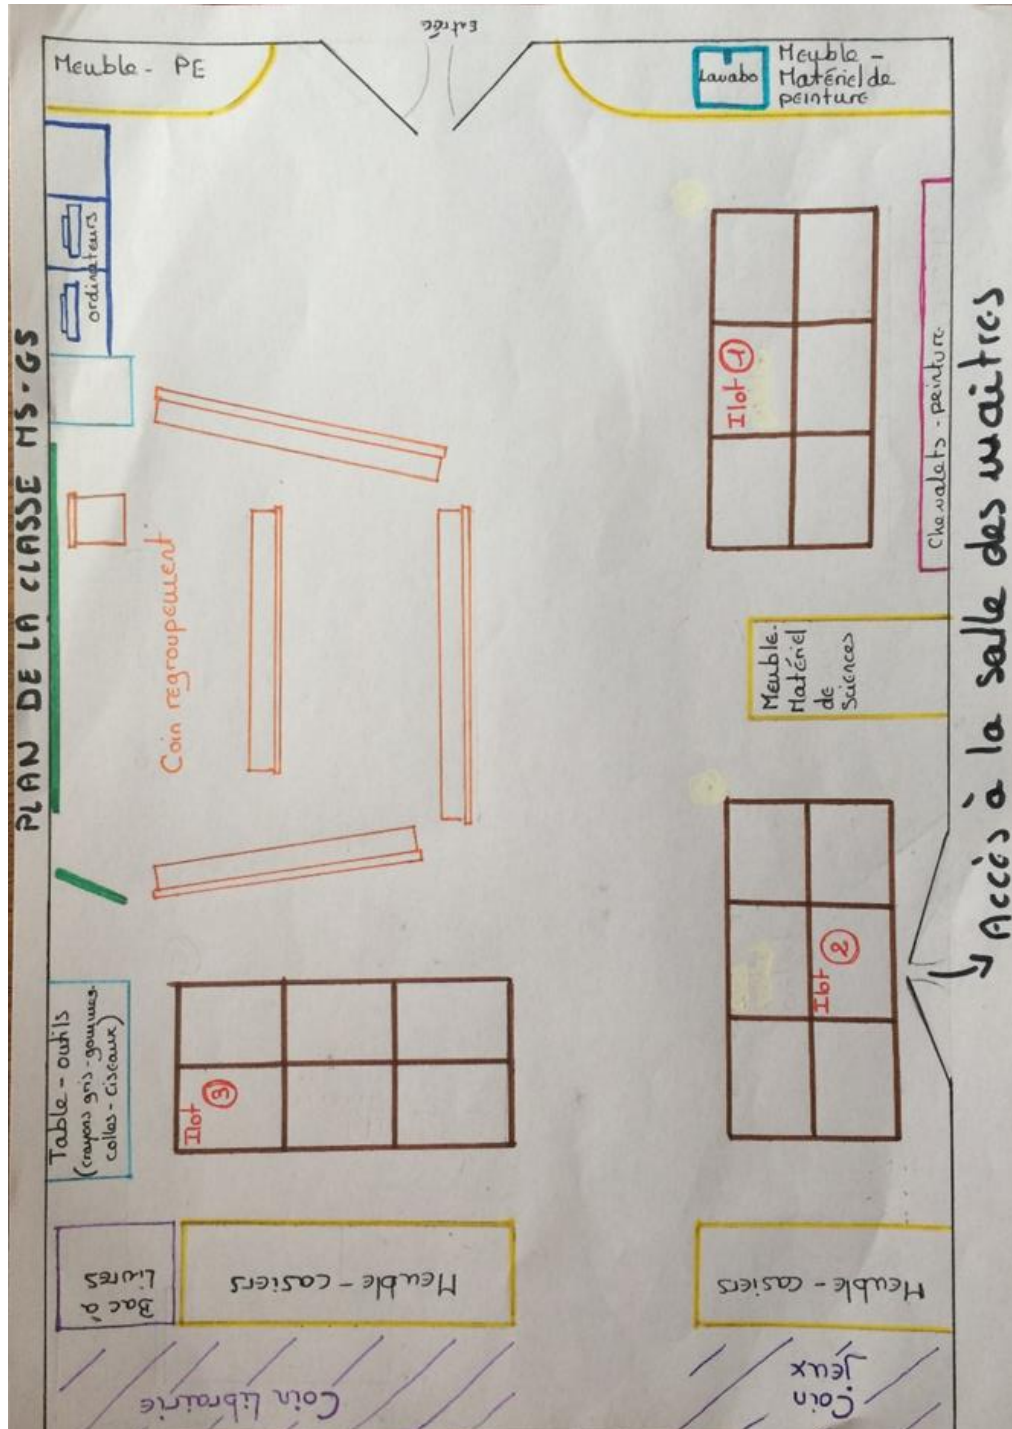 PLAN DE LA CLASSE MS-GS
Entrée
Meuble - PE
Lavabo
Meuble -
Matériel de
peinture
ordinateurs
Coin regroupement
Ilot 1
Chevalets - peinture
Meuble.
Matériel
de
Sciences
Accès à la salle des maitres
Ilot 2
Table - outils
(crayons gris - gommes-
colles - ciseaux)
Ilot 3
Bac à
Livres
Meuble - casiers
Meuble - casiers
Coin Librairie
Coin
jeux